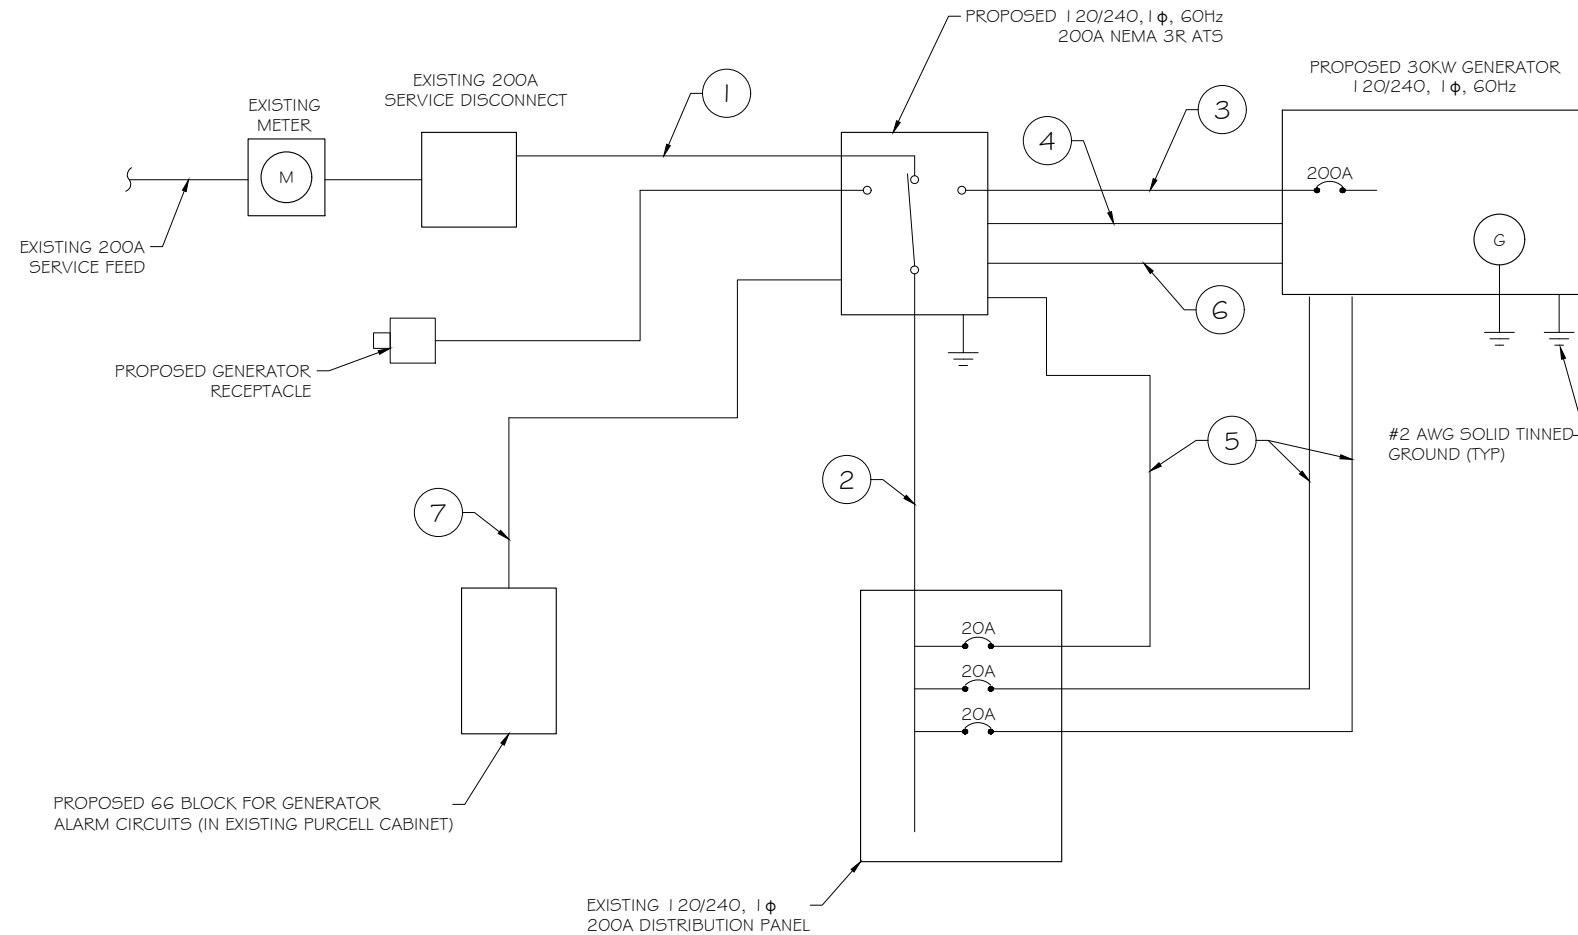 PROPOSED 120/240, 1ϕ, 60Hz
200A NEMA 3R ATS
PROPOSED 30KW GENERATOR
120/240, 1ϕ, 60Hz
EXISTING 200A
SERVICE DISCONNECT
1
EXISTING
METER
3
4
M
200A
G
EXISTING 200A
SERVICE FEED
6
PROPOSED GENERATOR
RECEPTACLE
#2 AWG SOLID TINNED
GROUND (TYP)
5
2
7
20A
20A
20A
PROPOSED 66 BLOCK FOR GENERATOR
ALARM CIRCUITS (IN EXISTING PURCELL CABINET)
EXISTING 120/240, 1ϕ
200A DISTRIBUTION PANEL